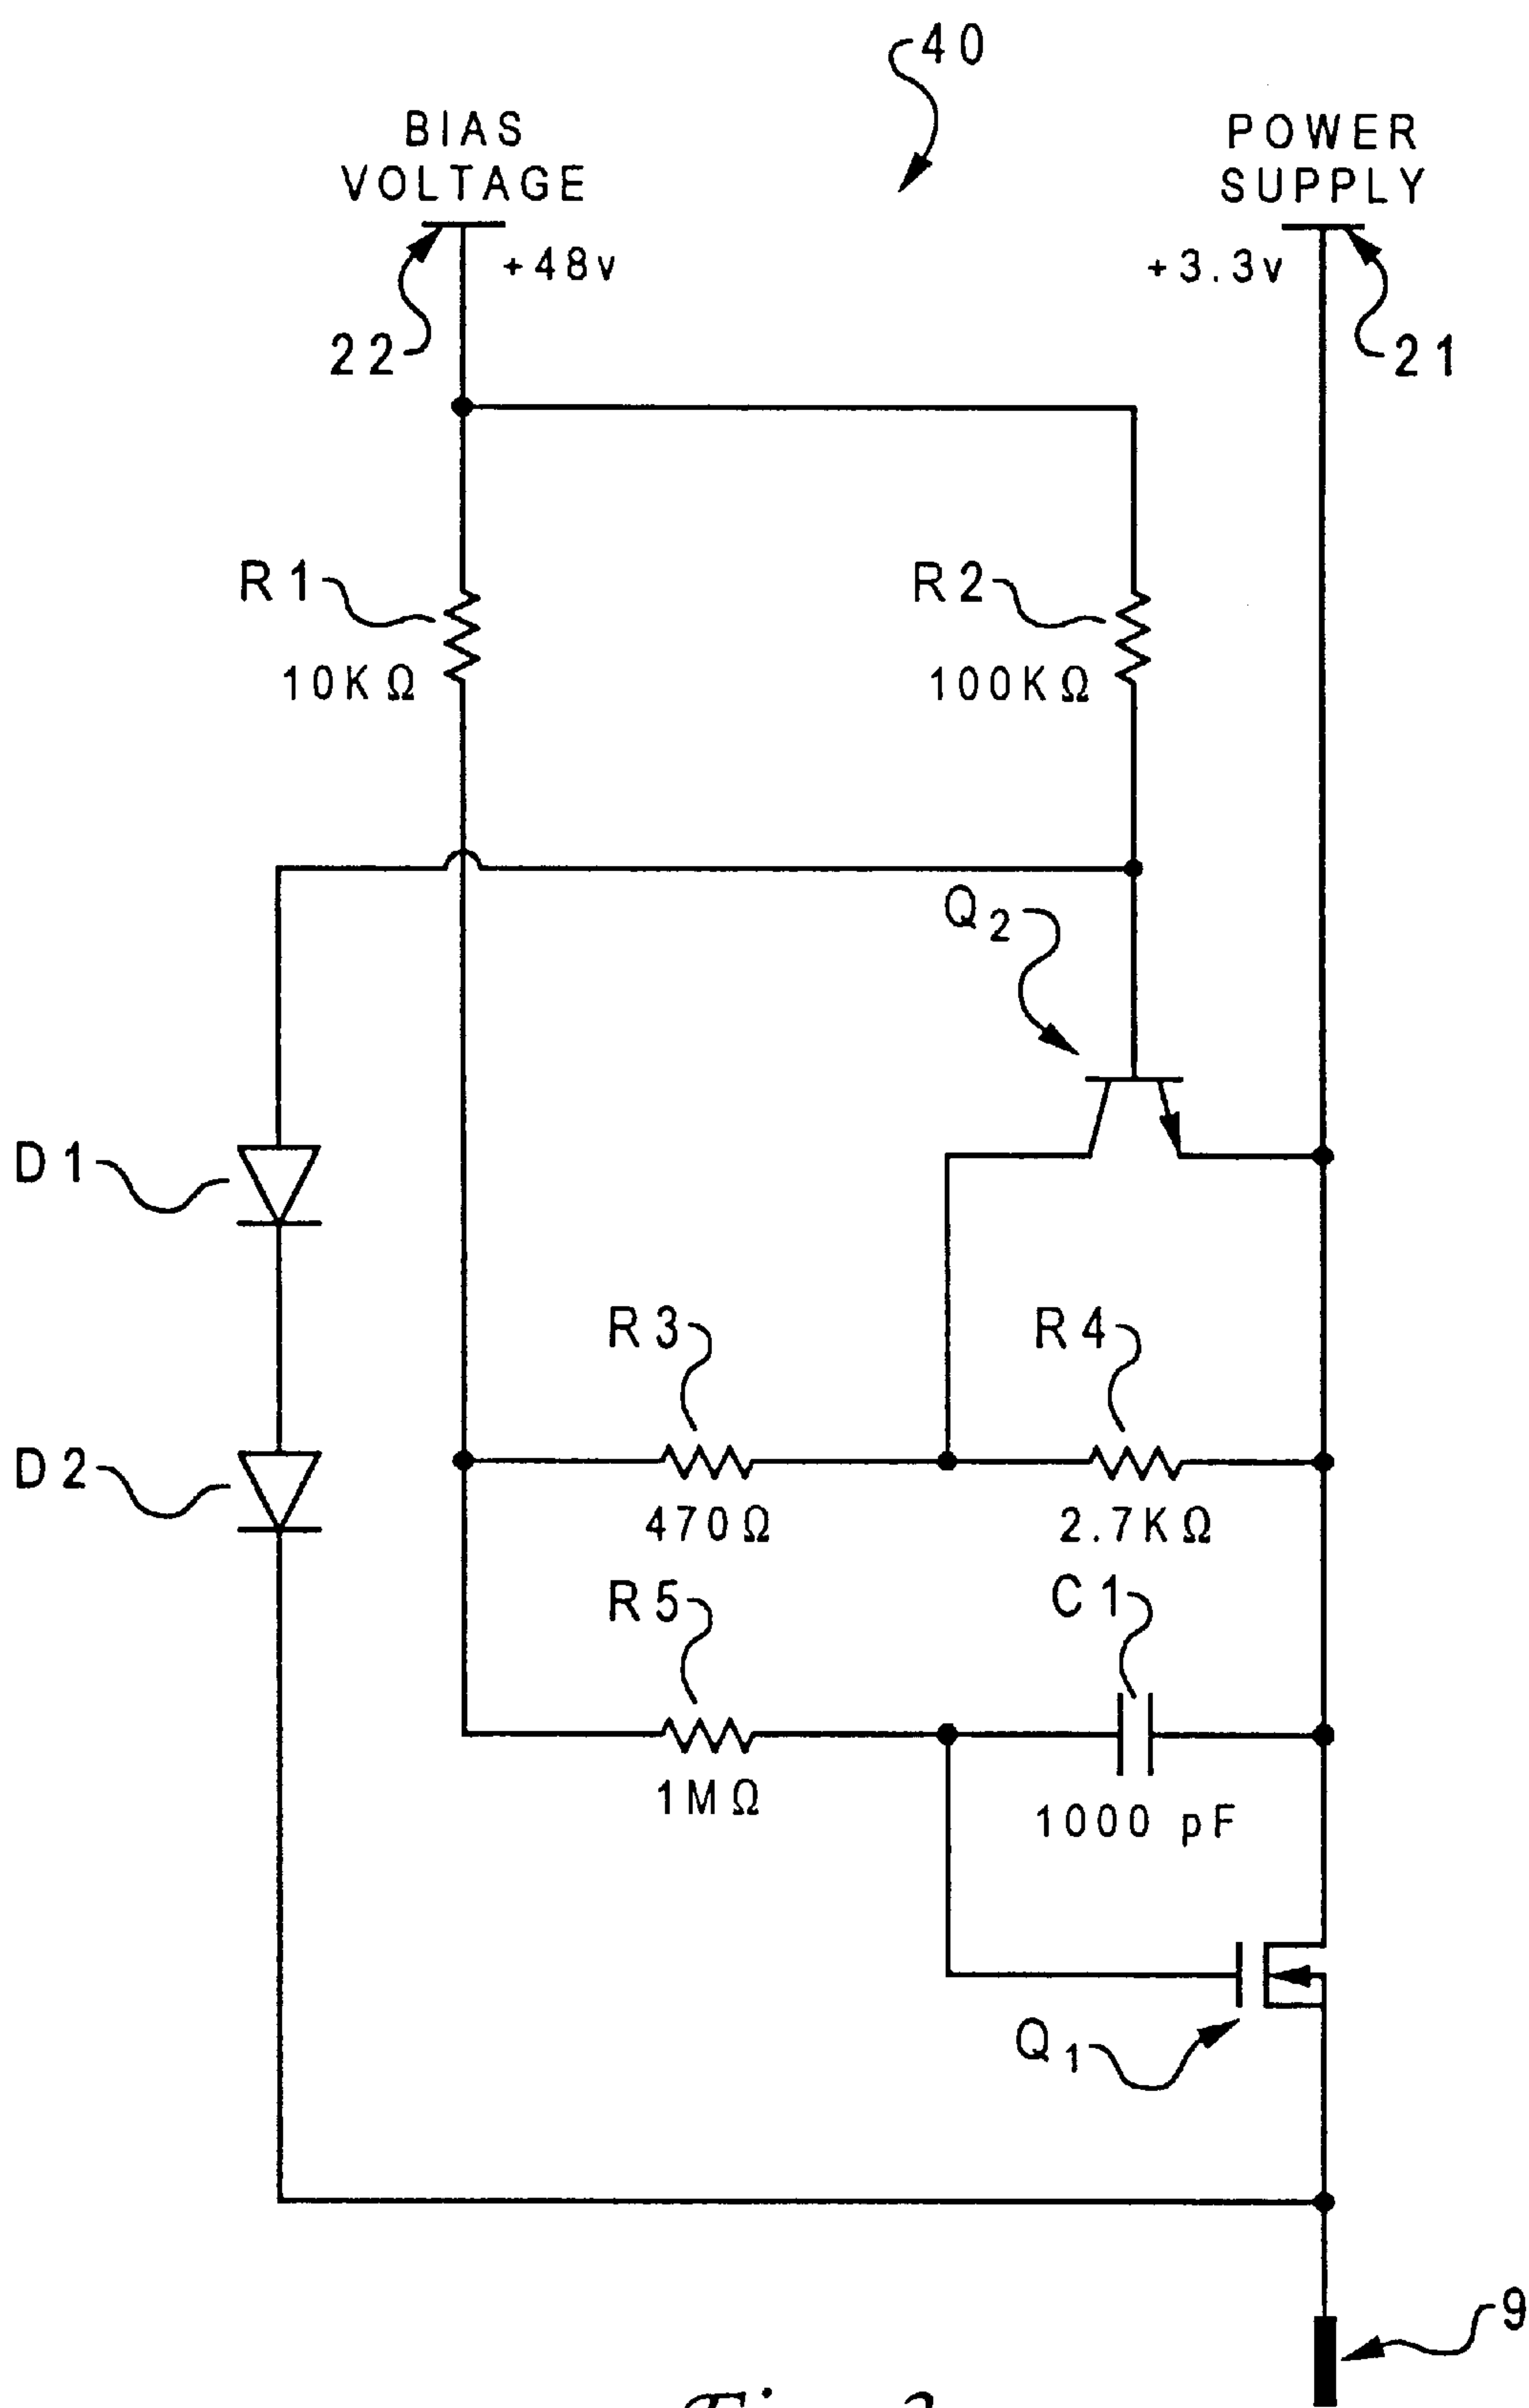 40
BIAS
VOLTAGE
POWER
SUPPLY
+48v
+3.3v
22
21
R1
10KΩ
R2
100KΩ
Q2
D1
R3
470Ω
R4
2.7KΩ
D2
R5
1MΩ
C1
1000 pF
Q1
9